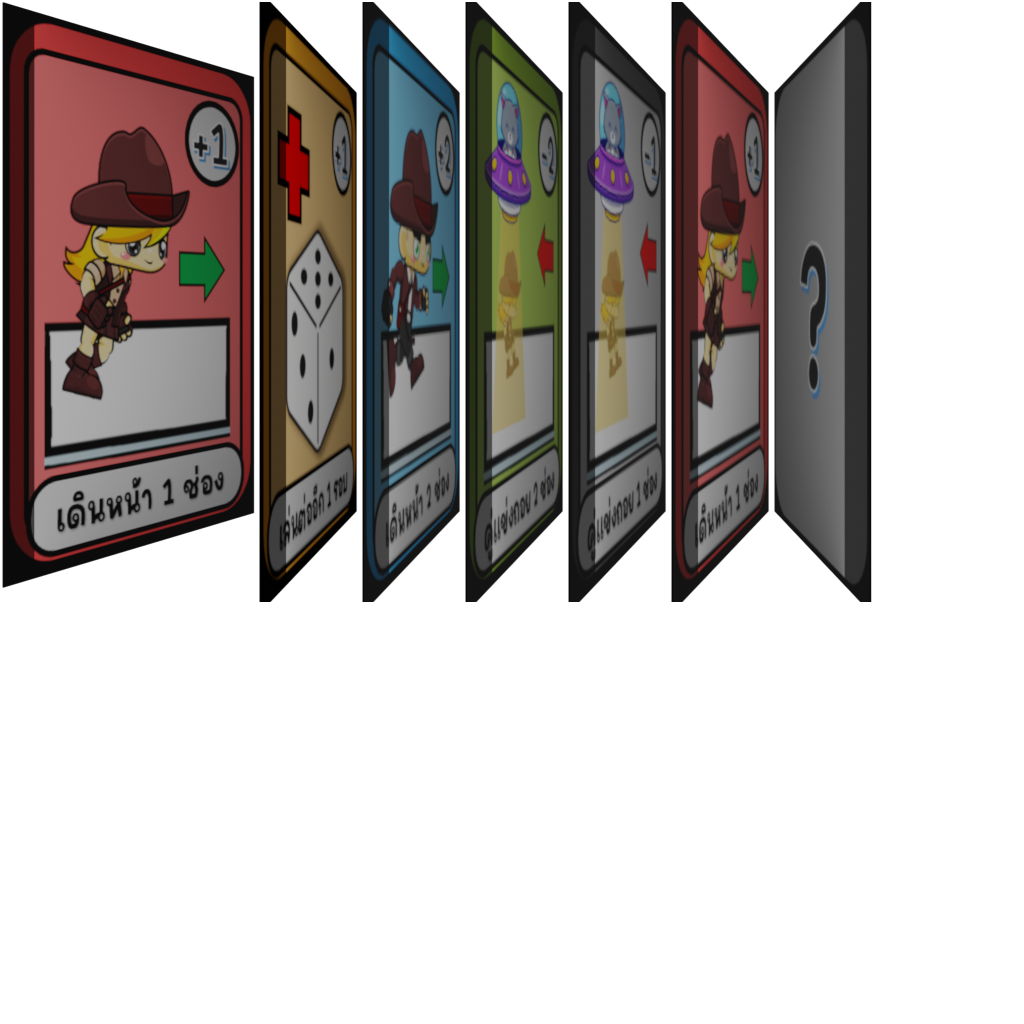 +1
เดินหน้า 1 ช่อง
+1
เล่นต่ออีก 1 รอบ
+2
เดินหน้า 2 ช่อง
-2
คู่แข่งถอย 2 ช่อง
-1
คู่แข่งถอย 1 ช่อง
+1
เดินหน้า 1 ช่อง
?